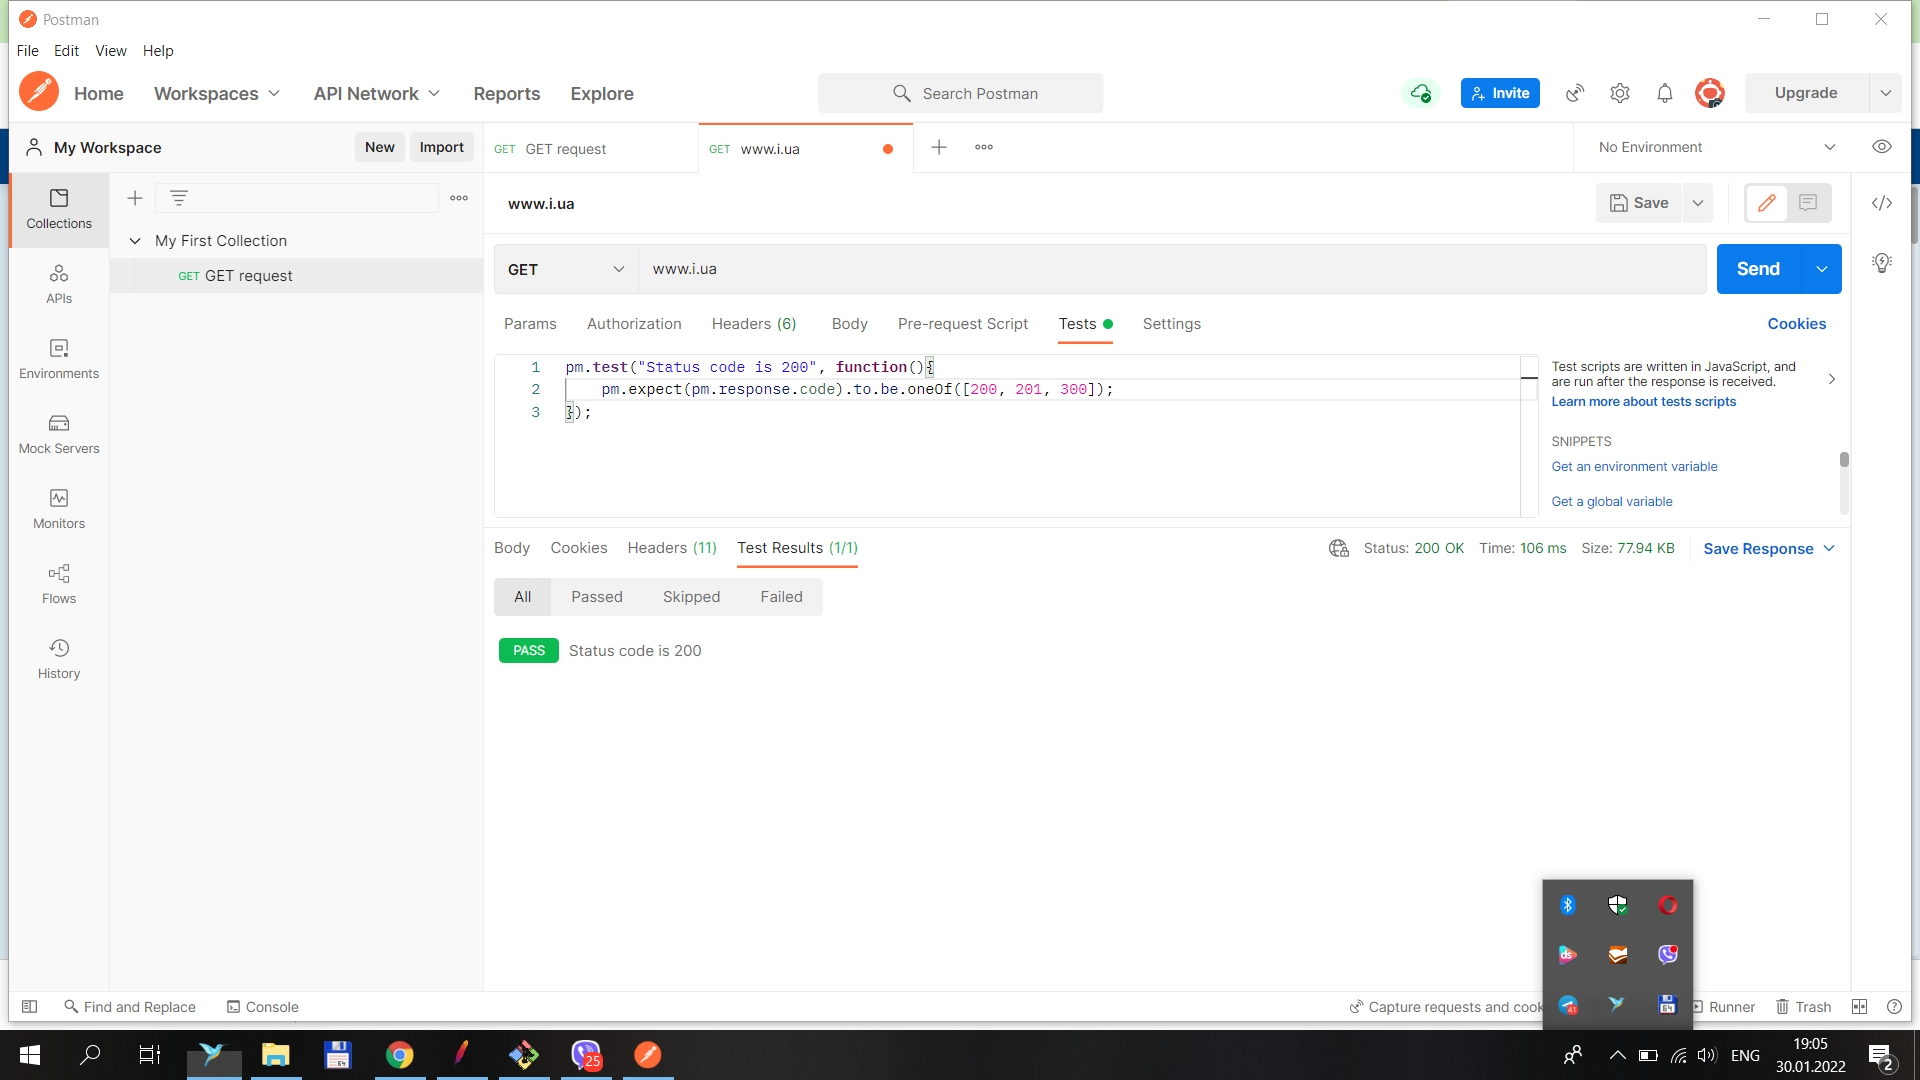 Postman
File Edit View Help
Home Workspaces API Network Reports Explore
Search Postman
Invite
Upgrade
My Workspace
New Import
GET GET request
GET www.i.ua
No Environment
Collections
My First Collection
GET GET request
APIs
Environments
Mock Servers
Monitors
Flows
History
www.i.ua
Save
GET www.i.ua
Send
Params Authorization Headers (6) Body Pre-request Script Tests Settings
Cookies
1 pm.test("Status code is 200", function(){
2 pm.expect(pm.response.code).to.be.oneOf([200, 201, 300]);
3 });
Test scripts are written in JavaScript, and
are run after the response is received.
Learn more about tests scripts
SNIPPETS
Get an environment variable
Get a global variable
Body Cookies Headers (11) Test Results (1/1)
Status: 200 OK Time: 106 ms Size: 77.94 KB Save Response
All Passed Skipped Failed
PASS Status code is 200
ds
41
64
Find and Replace Console
Capture requests and cook
Runner Trash
64
25
ENG
19:05
30.01.2022
2